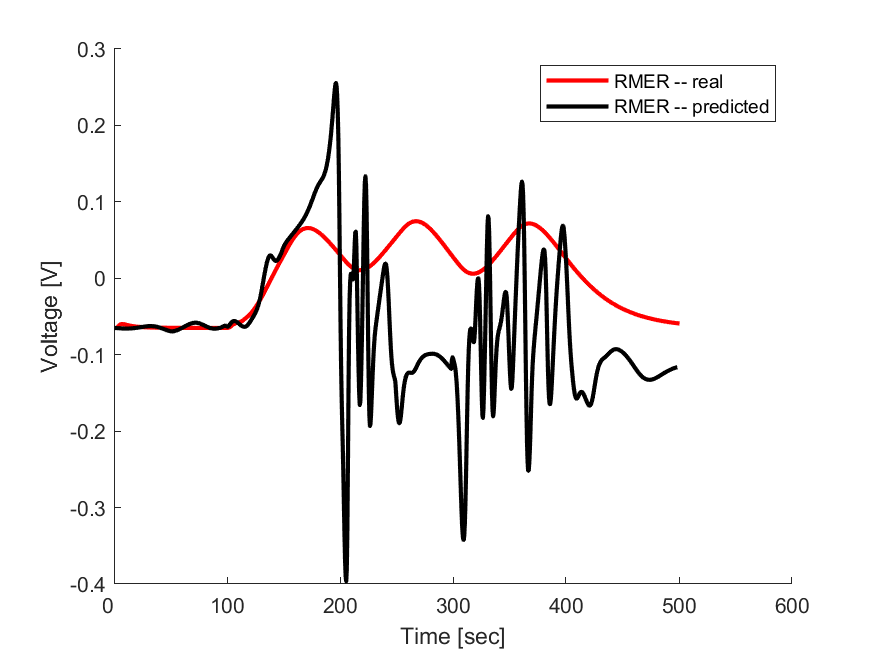 0.3
0.2
0.1
0
-0.1
-0.2
-0.3
-0.4
Voltage [V]
RMER -- real
RMER -- predicted
0 100 200 300 400 500 600
Time [sec]